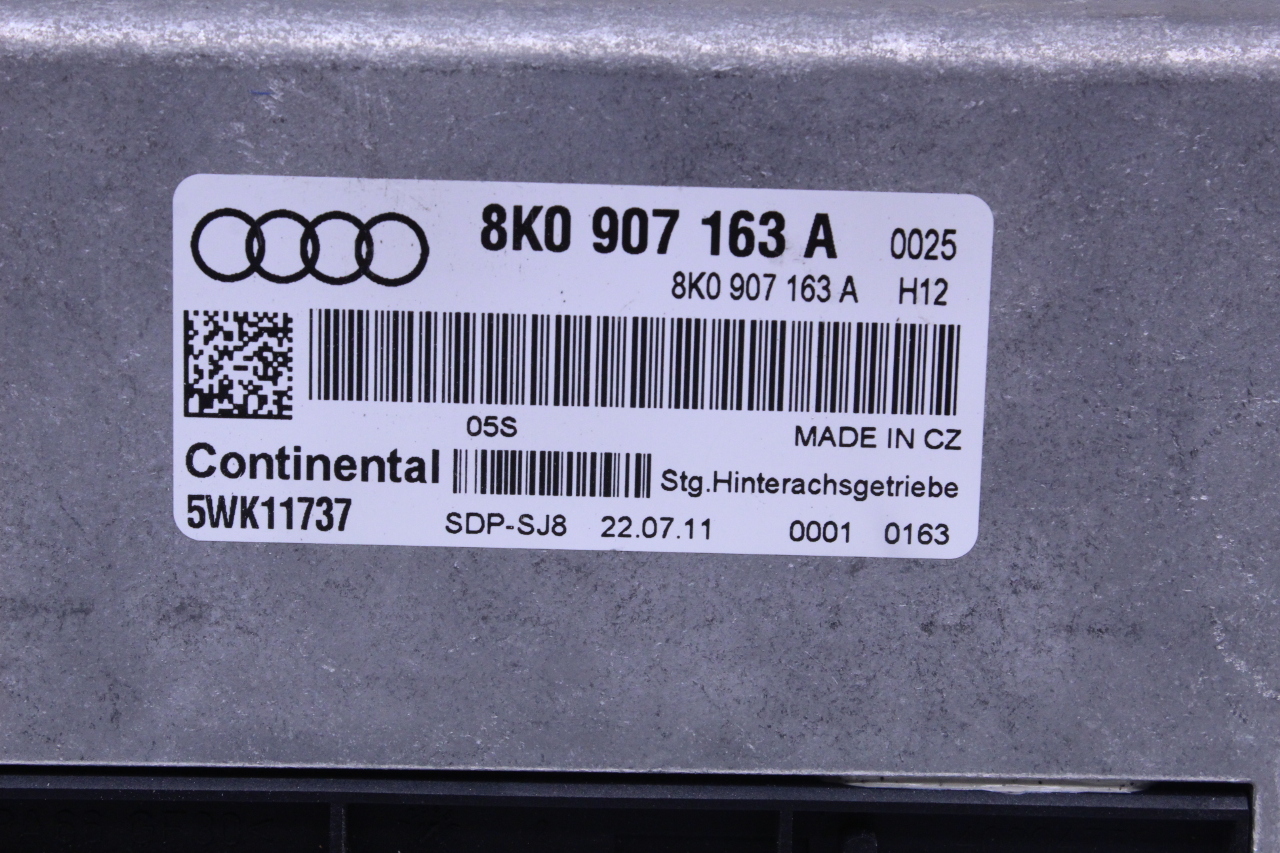 8K0 907 163 A 0025
8K0 907 163 A H12
05S MADE IN CZ
Continental Stg.Hinterachsgetriebe
5WK11737 SDP-SJ8 22.07.11 0001 0163